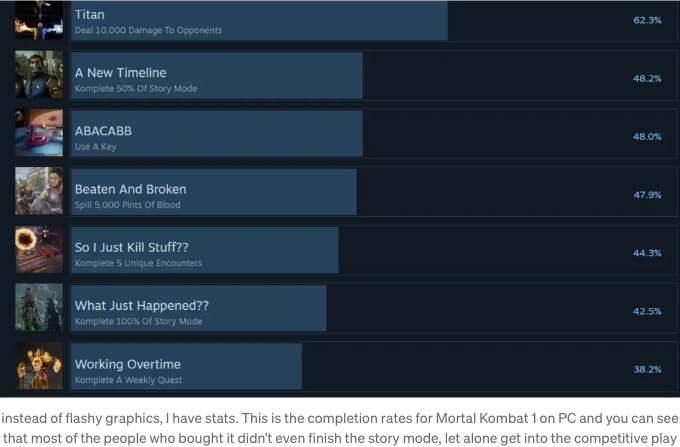 Titan
Deal 10,000 Damage To Opponents
62.3%
A New Timeline
Komplete 50% Of Story Mode
48.2%
ABACABB
Use A Key
48.0%
Beaten And Broken
Spill 5,000 Pints Of Blood
47.9%
So I Just Kill Stuff??
Komplete 5 Unique Encounters
44.3%
What Just Happened??
Komplete 100% Of Story Mode
42.5%
Working Overtime
Komplete A Weekly Quest
38.2%
instead of flashy graphics, I have stats. This is the completion rates for Mortal Kombat 1 on PC and you can see
that most of the people who bought it didn't even finish the story mode, let alone get into the competitive play